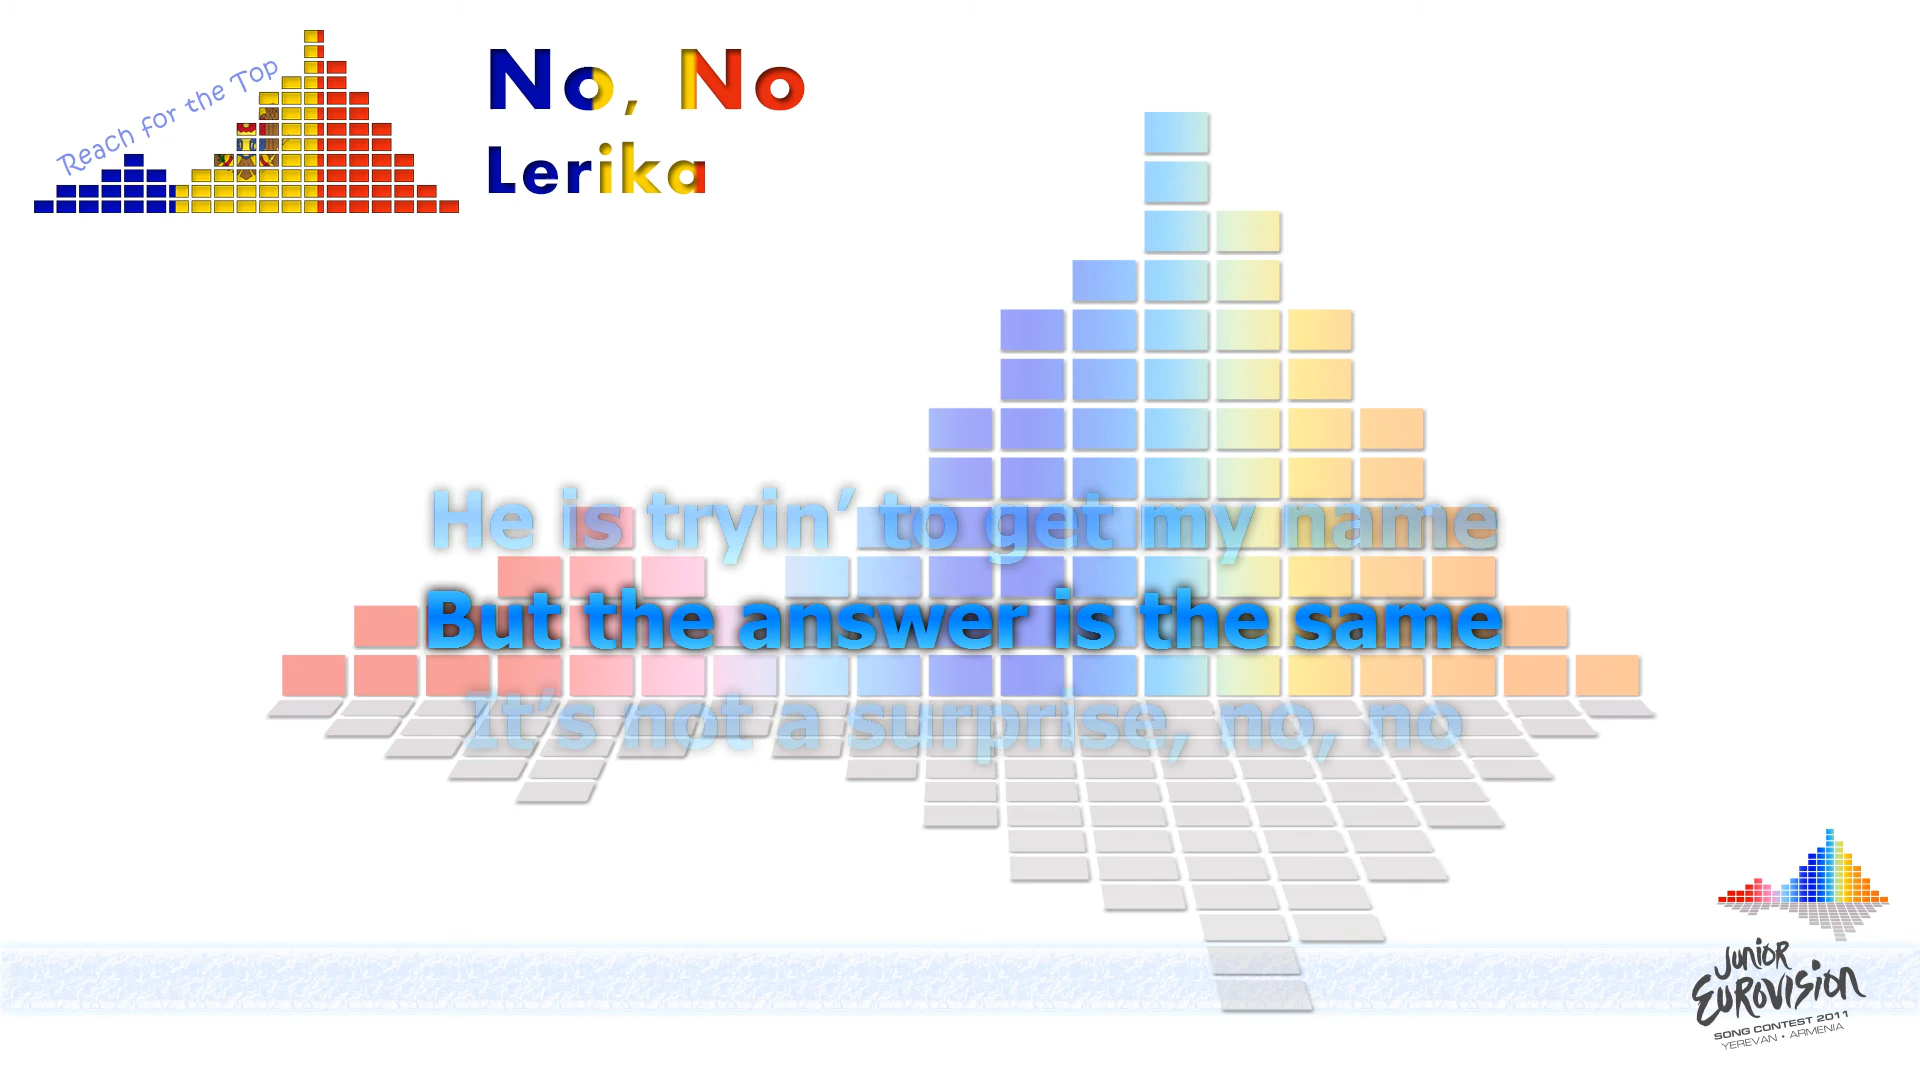 Reach for the Top
No, No
Lerika
He is tryin’ to get my name
But the answer is the same
It’s not a surprise, no, no
Junior
Eurovision
SONG CONTEST 2011
YEREVAN • ARMENIA